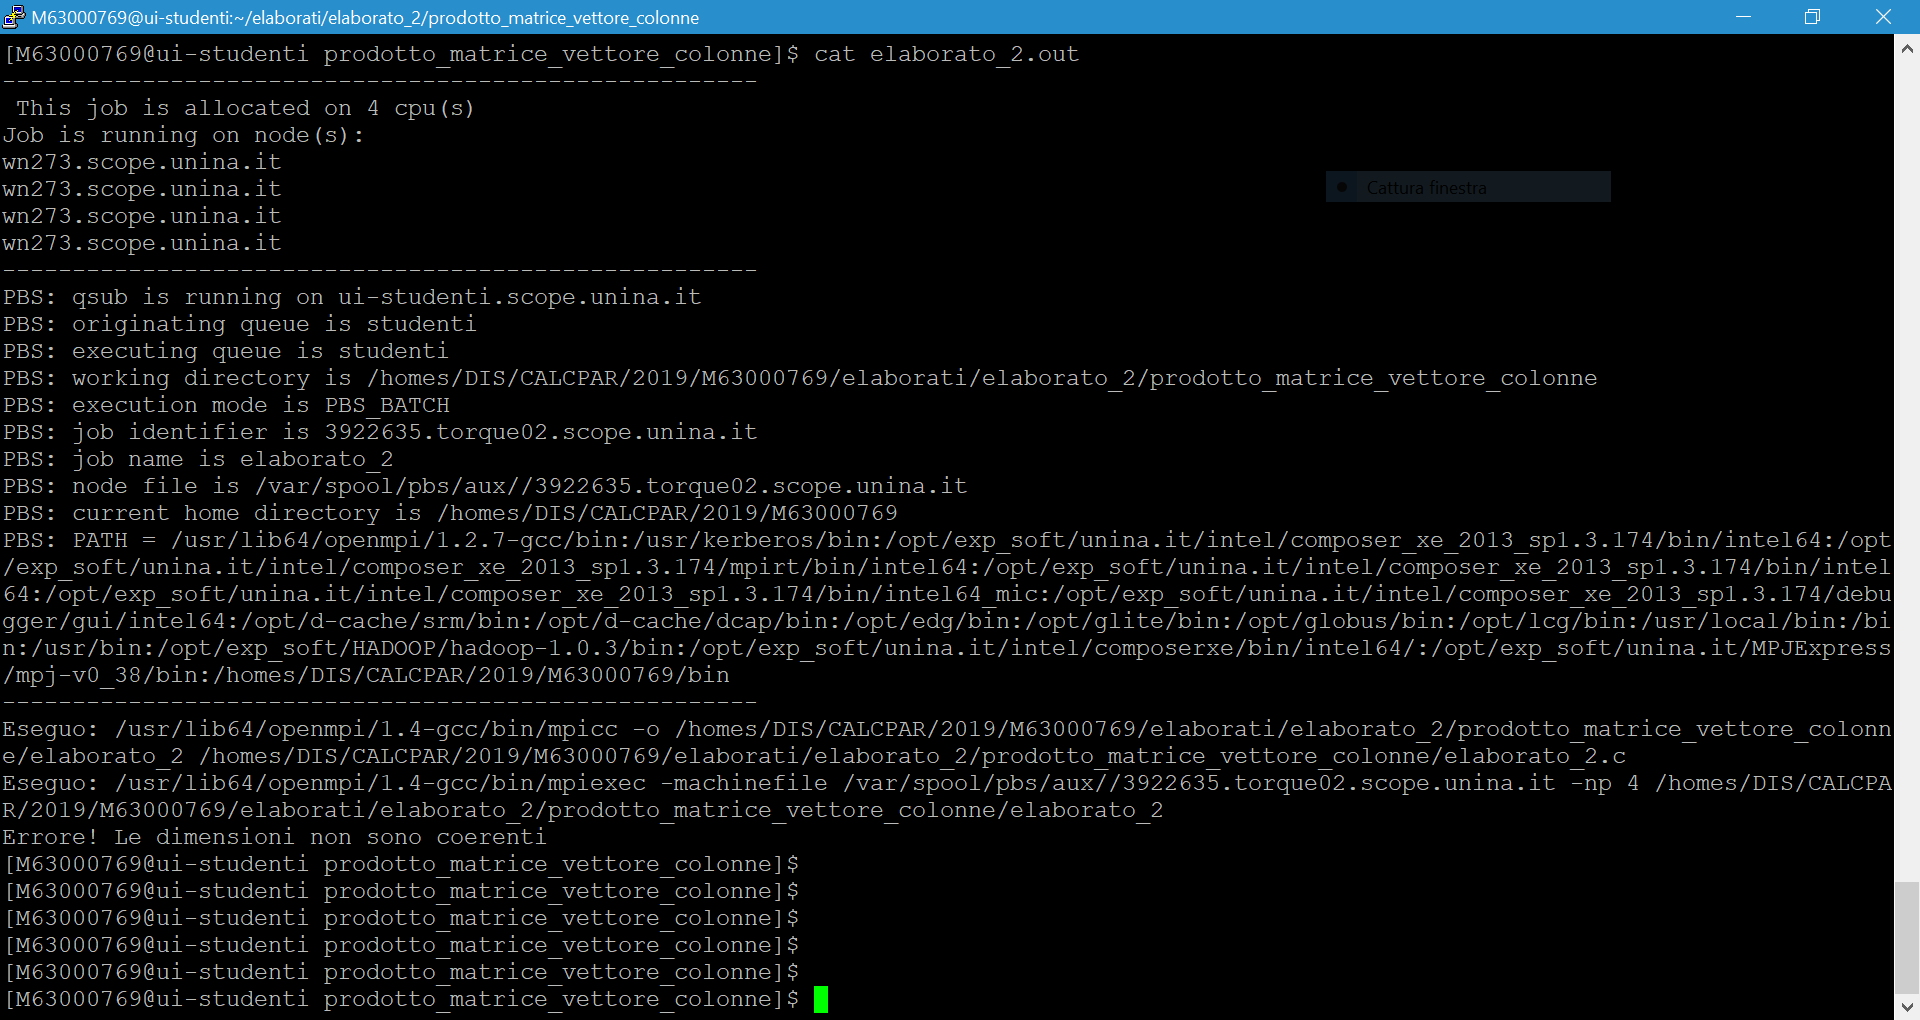 M63000769@ui-studenti:~/elaborati/elaborato_2/prodotto_matrice_vettore_colonne
[M63000769@ui-studenti prodotto_matrice_vettore_colonne]$ cat elaborato_2.out
------------------------------------------------------
 This job is allocated on 4 cpu(s)
Job is running on node(s):
wn273.scope.unina.it
wn273.scope.unina.it
wn273.scope.unina.it
wn273.scope.unina.it
------------------------------------------------------
PBS: qsub is running on ui-studenti.scope.unina.it
PBS: originating queue is studenti
PBS: executing queue is studenti
PBS: working directory is /homes/DIS/CALCPAR/2019/M63000769/elaborati/elaborato_2/prodotto_matrice_vettore_colonne
PBS: execution mode is PBS_BATCH
PBS: job identifier is 3922635.torque02.scope.unina.it
PBS: job name is elaborato_2
PBS: node file is /var/spool/pbs/aux//3922635.torque02.scope.unina.it
PBS: current home directory is /homes/DIS/CALCPAR/2019/M63000769
PBS: PATH = /usr/lib64/openmpi/1.2.7-gcc/bin:/usr/kerberos/bin:/opt/exp_soft/unina.it/intel/composer_xe_2013_sp1.3.174/bin/intel64:/opt
/exp_soft/unina.it/intel/composer_xe_2013_sp1.3.174/mpirt/bin/intel64:/opt/exp_soft/unina.it/intel/composer_xe_2013_sp1.3.174/bin/intel
64:/opt/exp_soft/unina.it/intel/composer_xe_2013_sp1.3.174/bin/intel64_mic:/opt/exp_soft/unina.it/intel/composer_xe_2013_sp1.3.174/debu
gger/gui/intel64:/opt/d-cache/srm/bin:/opt/d-cache/dcap/bin:/opt/edg/bin:/opt/glite/bin:/opt/globus/bin:/opt/lcg/bin:/usr/local/bin:/bi
n:/usr/bin:/opt/exp_soft/HADOOP/hadoop-1.0.3/bin:/opt/exp_soft/unina.it/intel/composerxe/bin/intel64/:/opt/exp_soft/unina.it/MPJExpress
/mpj-v0_38/bin:/homes/DIS/CALCPAR/2019/M63000769/bin
------------------------------------------------------
Eseguo: /usr/lib64/openmpi/1.4-gcc/bin/mpicc -o /homes/DIS/CALCPAR/2019/M63000769/elaborati/elaborato_2/prodotto_matrice_vettore_colonn
e/elaborato_2 /homes/DIS/CALCPAR/2019/M63000769/elaborati/elaborato_2/prodotto_matrice_vettore_colonne/elaborato_2.c
Eseguo: /usr/lib64/openmpi/1.4-gcc/bin/mpiexec -machinefile /var/spool/pbs/aux//3922635.torque02.scope.unina.it -np 4 /homes/DIS/CALCPA
R/2019/M63000769/elaborati/elaborato_2/prodotto_matrice_vettore_colonne/elaborato_2
Errore! Le dimensioni non sono coerenti
[M63000769@ui-studenti prodotto_matrice_vettore_colonne]$
[M63000769@ui-studenti prodotto_matrice_vettore_colonne]$
[M63000769@ui-studenti prodotto_matrice_vettore_colonne]$
[M63000769@ui-studenti prodotto_matrice_vettore_colonne]$
[M63000769@ui-studenti prodotto_matrice_vettore_colonne]$
[M63000769@ui-studenti prodotto_matrice_vettore_colonne]$
Cattura finestra